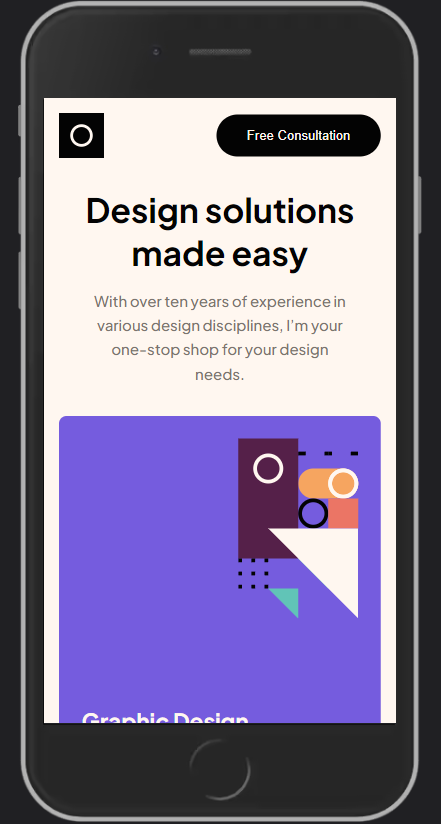 Free Consultation
Design solutions
made easy
With over ten years of experience in
various design disciplines, I'm your
one-stop shop for your design
needs.
Graphic Design